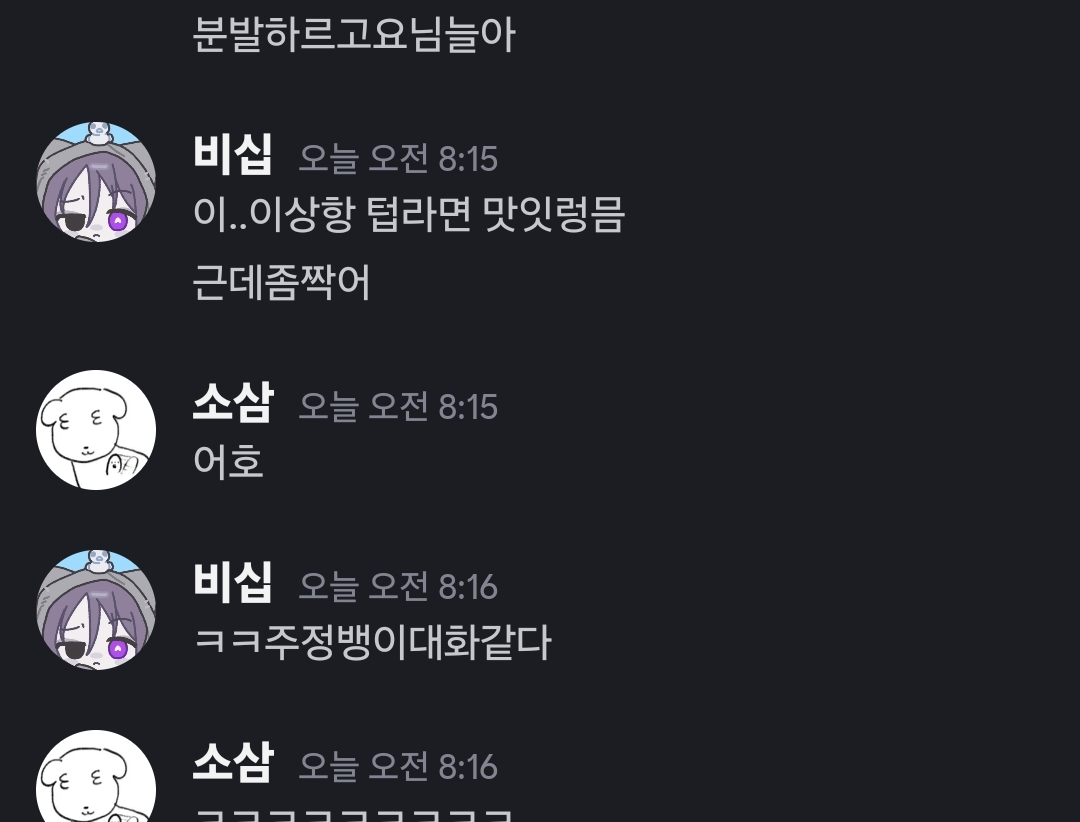 분발하르고요님늘아
비십 오늘 오전 8:15
이..이상항 텁라면 맛잇렁믐
근데좀짝어
소삼 오늘 오전 8:15
어호
비십 오늘 오전 8:16
ㅋㅋ주정뱅이대화같다
소삼 오늘 오전 8:16